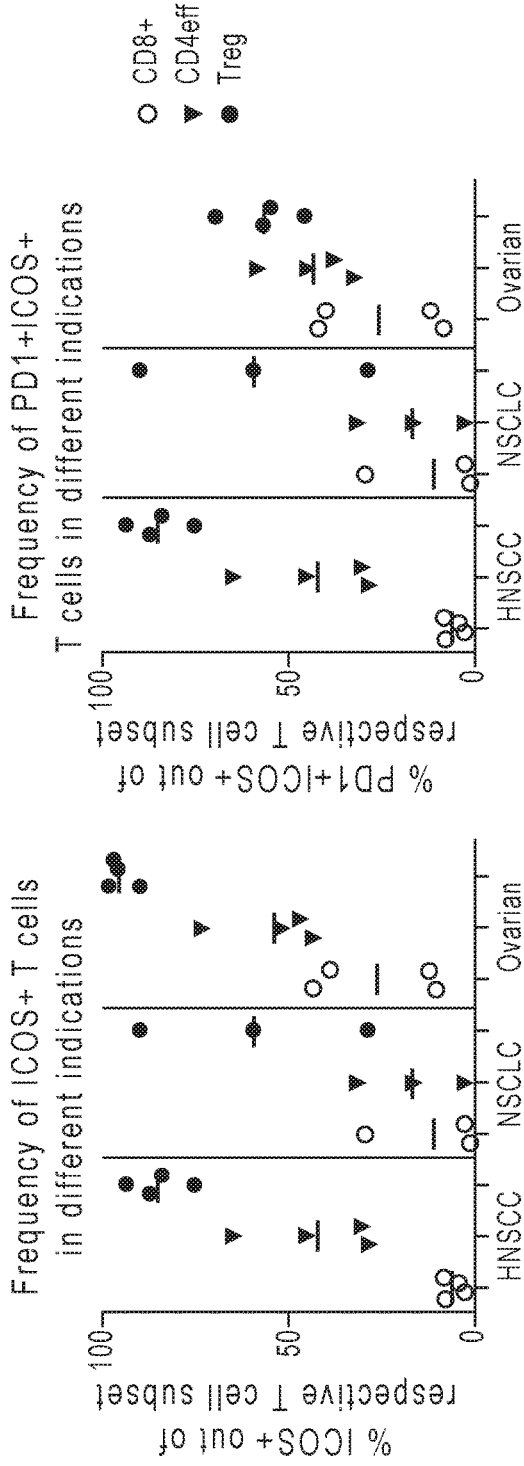 Frequency of ICOS+ T cells
in different indications
% ICOS+ out of
respective T cell subset
100
50
0
HNSCC
NSCLC
Ovarian
Frequency of PD1+ICOS+
T cells in different indications
% PD1+ICOS+ out of
respective T cell subset
100
50
0
HNSCC
NSCLC
Ovarian
CD8+
CD4eff
Treg